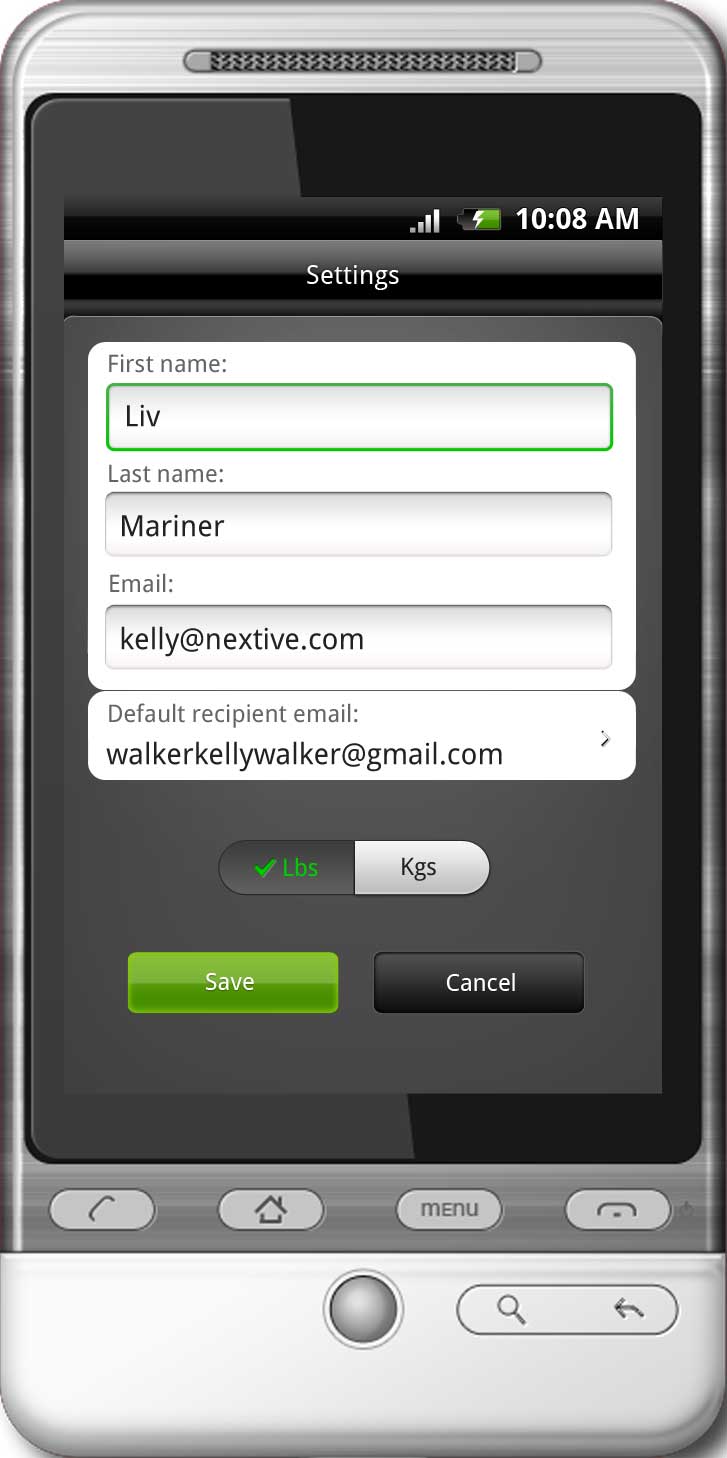 10:08 AM
Settings
First name:
Liv
Last name:
Mariner
Email:
kelly@nextive.com
Default recipient email:
walkerkellywalker@gmail.com
Lbs Kgs
Save Cancel
MENU